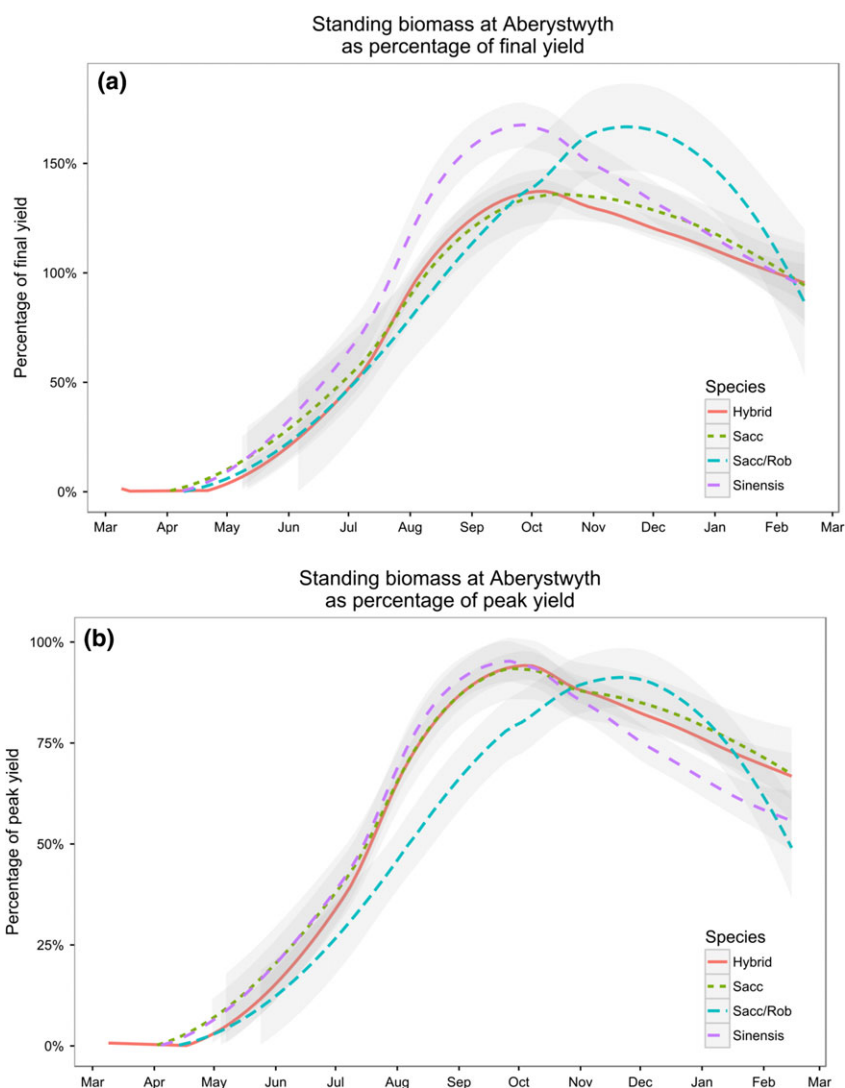 Standing biomass at Aberystwyth
as percentage of final yield
(a)
Percentage of final yield
150%
100%
50%
0%
Species
Hybrid
Sacc
Sacc/Rob
Sinensis
Mar Apr May Jun Jul Aug Sep Oct Nov Dec Jan Feb Mar
Standing biomass at Aberystwyth
as percentage of peak yield
(b)
Percentage of peak yield
100%
75%
50%
25%
0%
Species
Hybrid
Sacc
Sacc/Rob
Sinensis
Mar Apr May Jun Jul Aug Sep Oct Nov Dec Jan Feb Mar